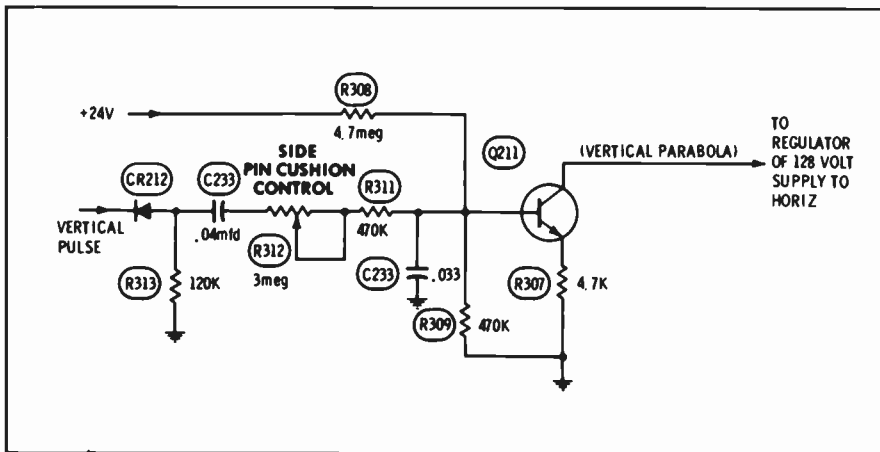 R308
+24V
4.7meg
SIDE
PIN CUSHION
CONTROL
Q211
(VERTICAL PARABOLA)
TO
REGULATOR
OF 128 VOLT
SUPPLY TO
HORIZ
CR212
C233
R311
VERTICAL
PULSE
.04mfd
R312
3meg
470K
R313
120K
C233
.033
R309
470K
R307
4.7K